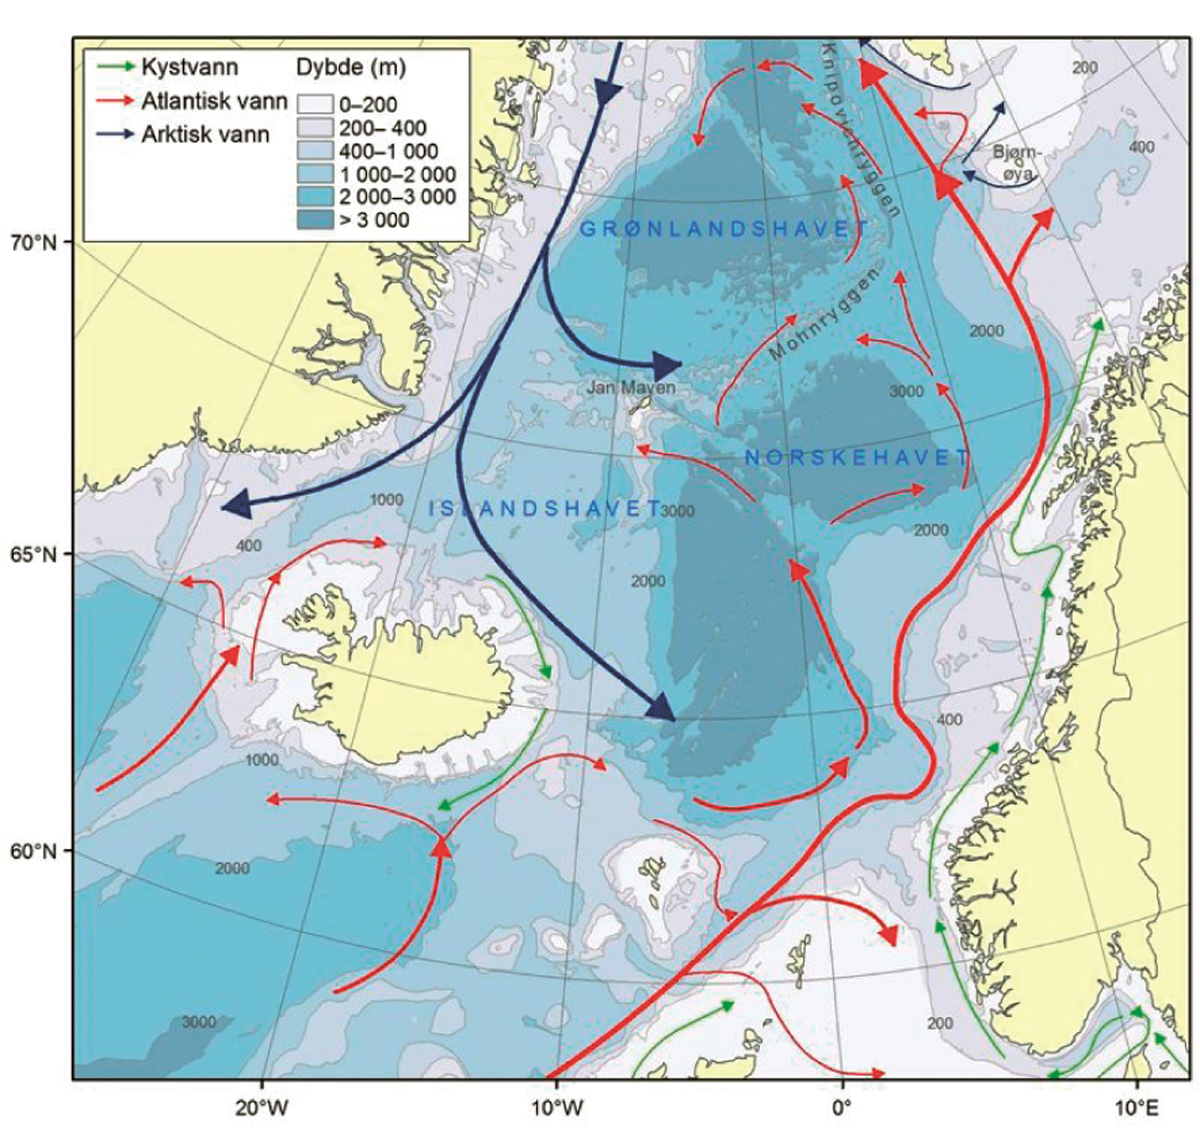 Kystvann
Atlantisk vann
Arktisk vann
Dybde (m)
0–200
200– 400
400–1 000
1 000–2 000
2 000–3 000
> 3 000
200
400
Knipovichryggen
Bjørn-
øya
70°N
GRØNLANDSHAVET
Mohnryggen
2000
Jan Mayen
3000
NORSKEHAVET
1000
ISLANDSHAVET
3000
2000
400
65°N
2000
400
1000
60°N
2000
3000
200
20°W
10°W
0°
10°E